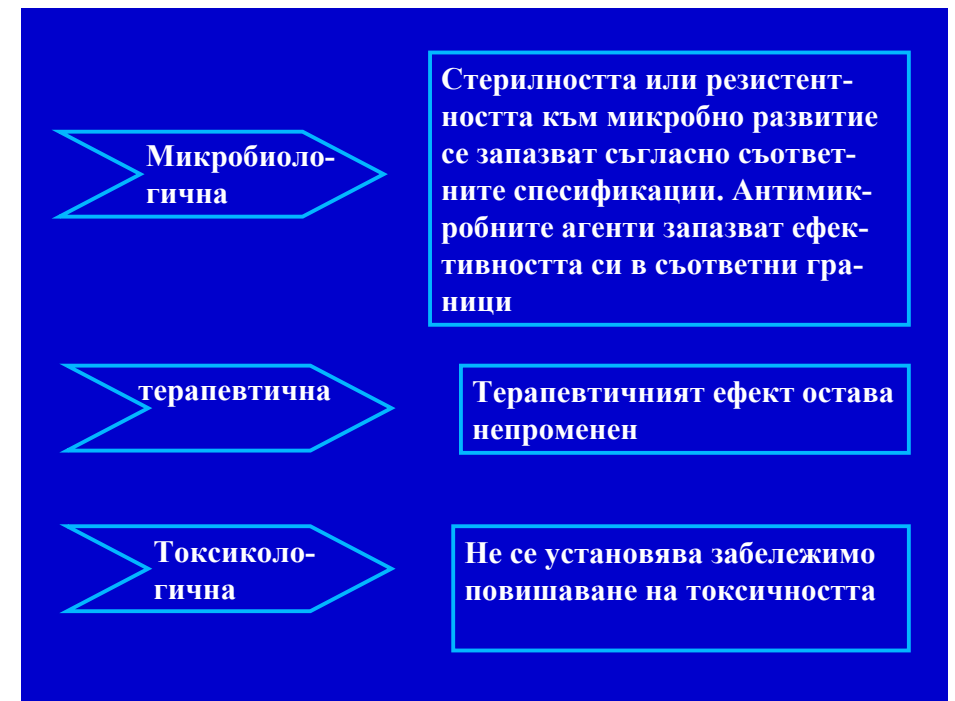 Микробиоло-
гична
Стерилността или резистент-
ността към микробно развитие
се запазват съгласно съответ-
ните спесификации. Антимик-
робните агенти запазват ефек-
тивността си в съответни гра-
ници
терапевтична
Терапевтичният ефект остава
непроменен
Токсиколо-
гична
Не се установява забележимо
повишаване на токсичността